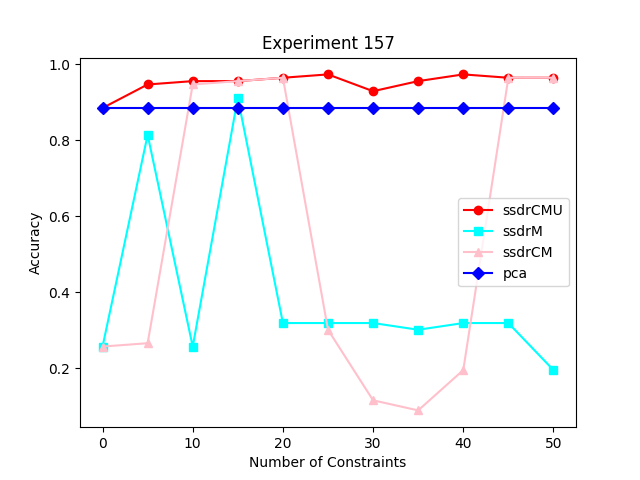 Experiment 157
1.0
0.8
0.6
0.4
0.2
Accuracy
ssdrCMU
ssdrM
ssdrCM
pca
0 10 20 30 40 50
Number of Constraints